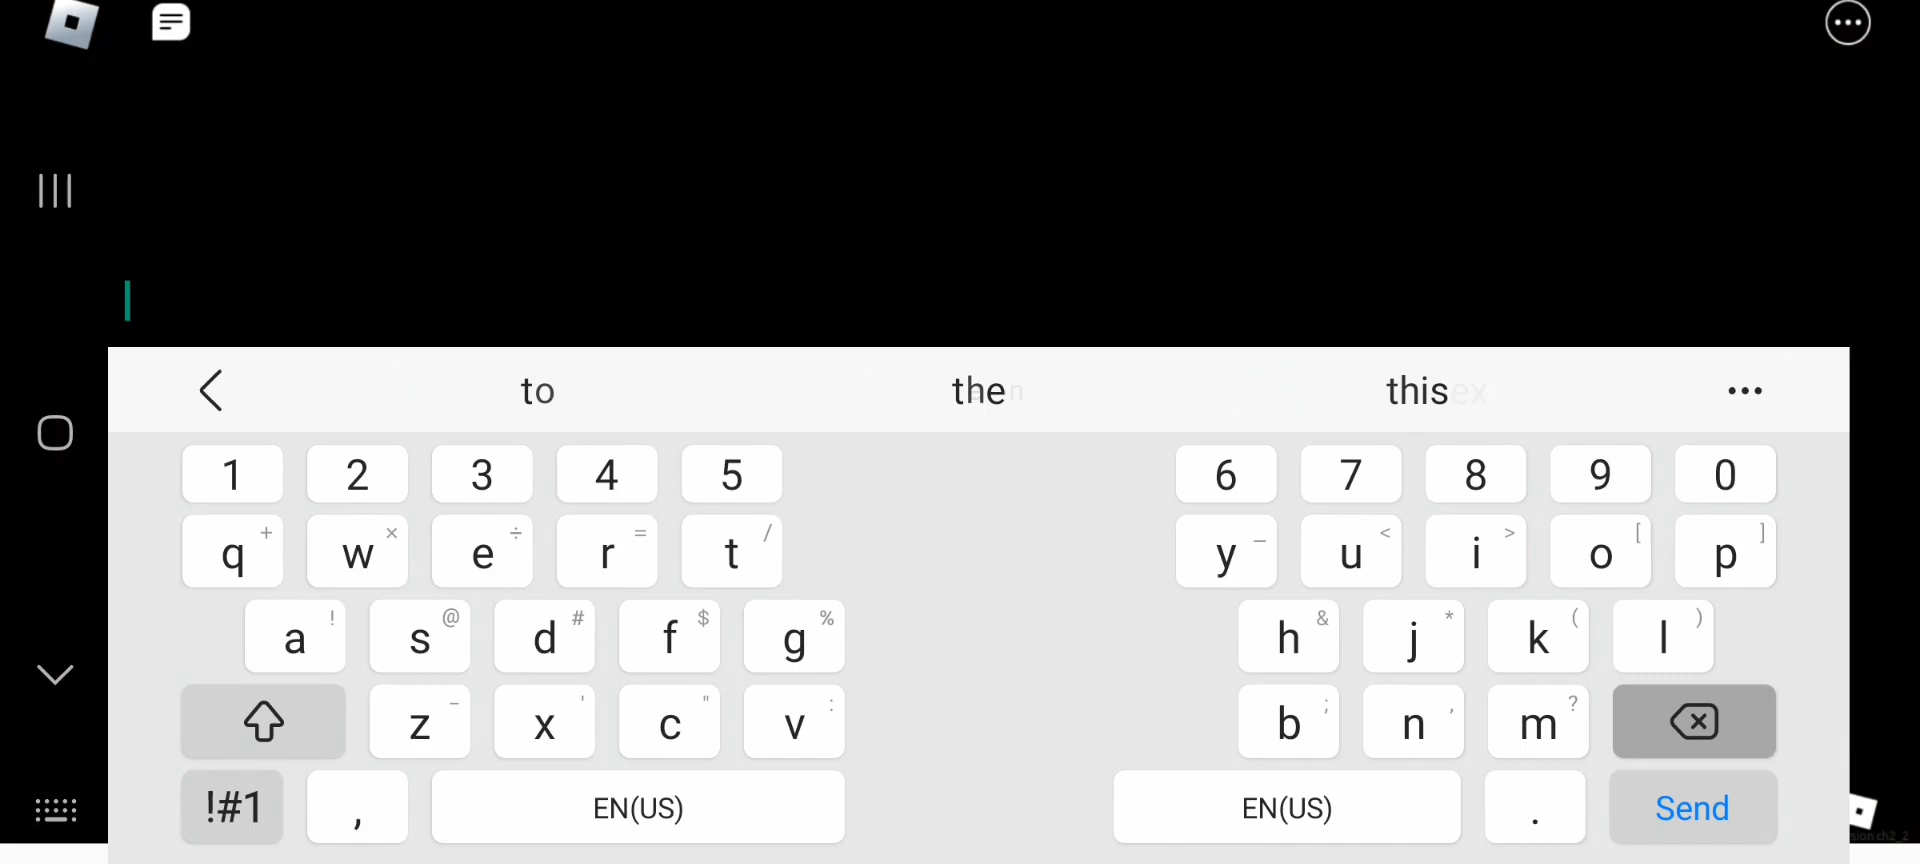 to the this
1 2 3 4 5 6 7 8 9 0
q + w × e ÷ r = t / y _ u < i > o [ p ]
a ! s @ d # f $ g % h & j * k ( l )
z - x ' c " v : b ; n , m ?
!#1 , EN(US) EN(US) . Send